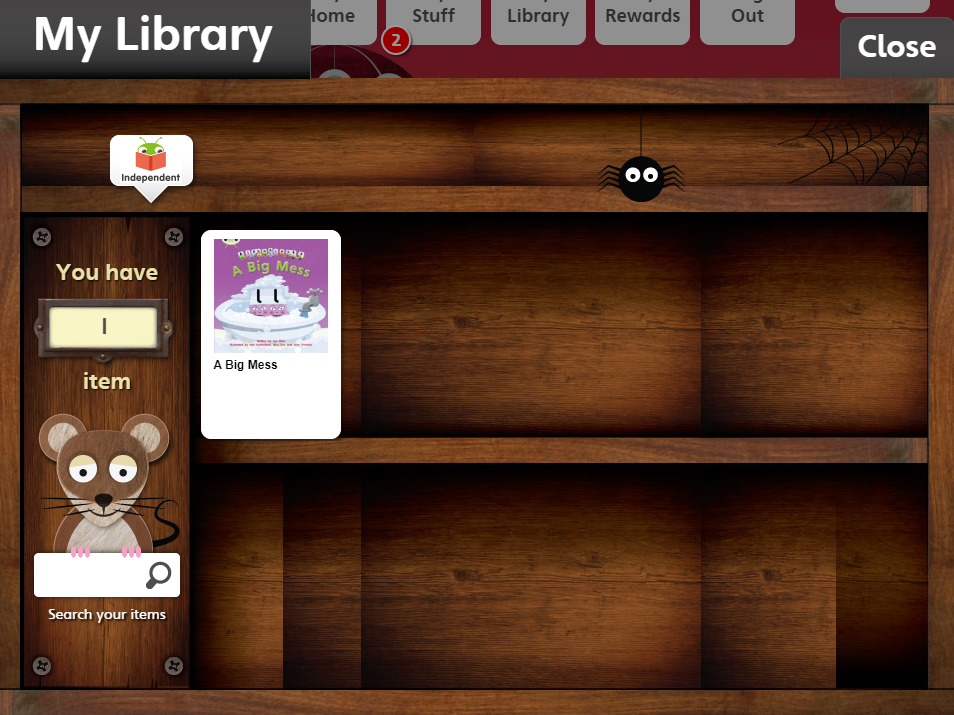 My Library
Home
Stuff
Library
Rewards
Out
2
Close
Independent
You have
1
item
A Big Mess
A Big Mess
Search your items